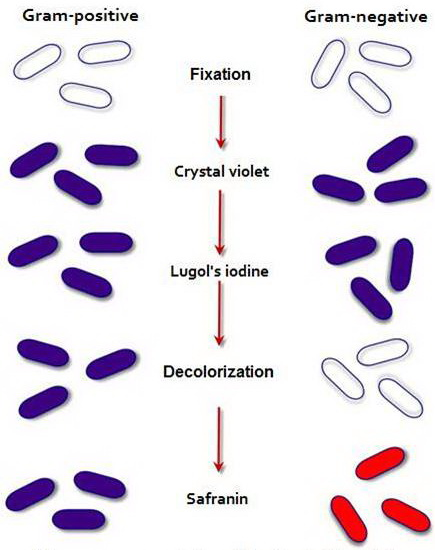 Gram-positive
Gram-negative
Fixation
Crystal violet
Lugol's iodine
Decolorization
Safranin